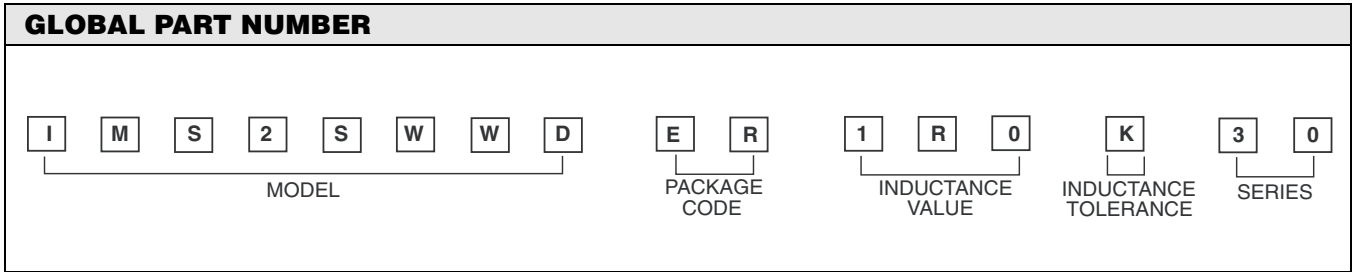 GLOBAL PART NUMBER
I M S 2 S W W D E R 1 R 0 K 3 0
MODEL PACKAGE CODE INDUCTANCE VALUE INDUCTANCE TOLERANCE SERIES